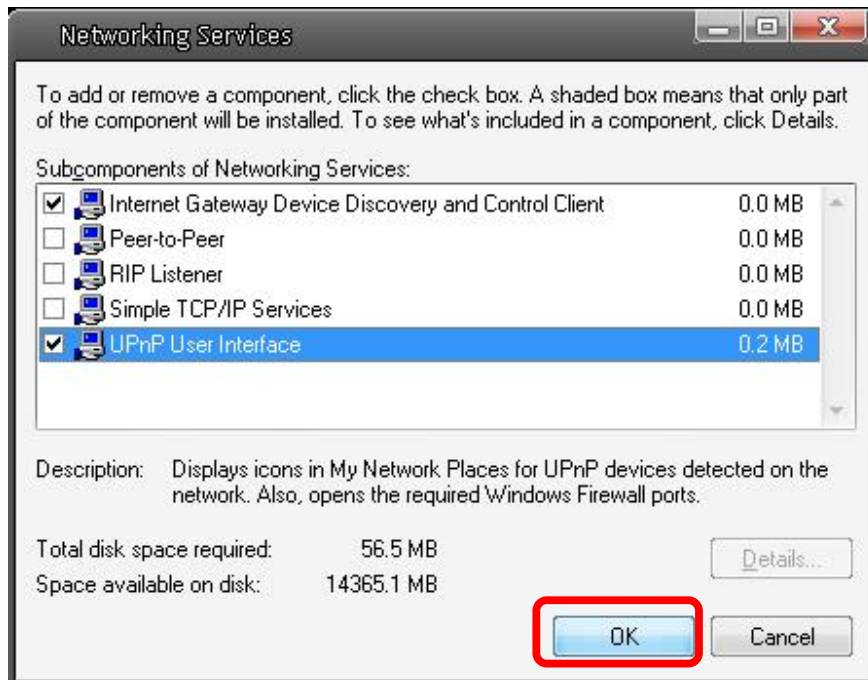 Networking Services
To add or remove a component, click the check box. A shaded box means that only part
of the component will be installed. To see what's included in a component, click Details.
Subcomponents of Networking Services:
Internet Gateway Device Discovery and Control Client 0.0 MB
Peer-to-Peer 0.0 MB
RIP Listener 0.0 MB
Simple TCP/IP Services 0.0 MB
UPnP User Interface 0.2 MB
Description: Displays icons in My Network Places for UPnP devices detected on the
network. Also, opens the required Windows Firewall ports.
Total disk space required: 56.5 MB
Space available on disk: 14365.1 MB
Details...
OK Cancel